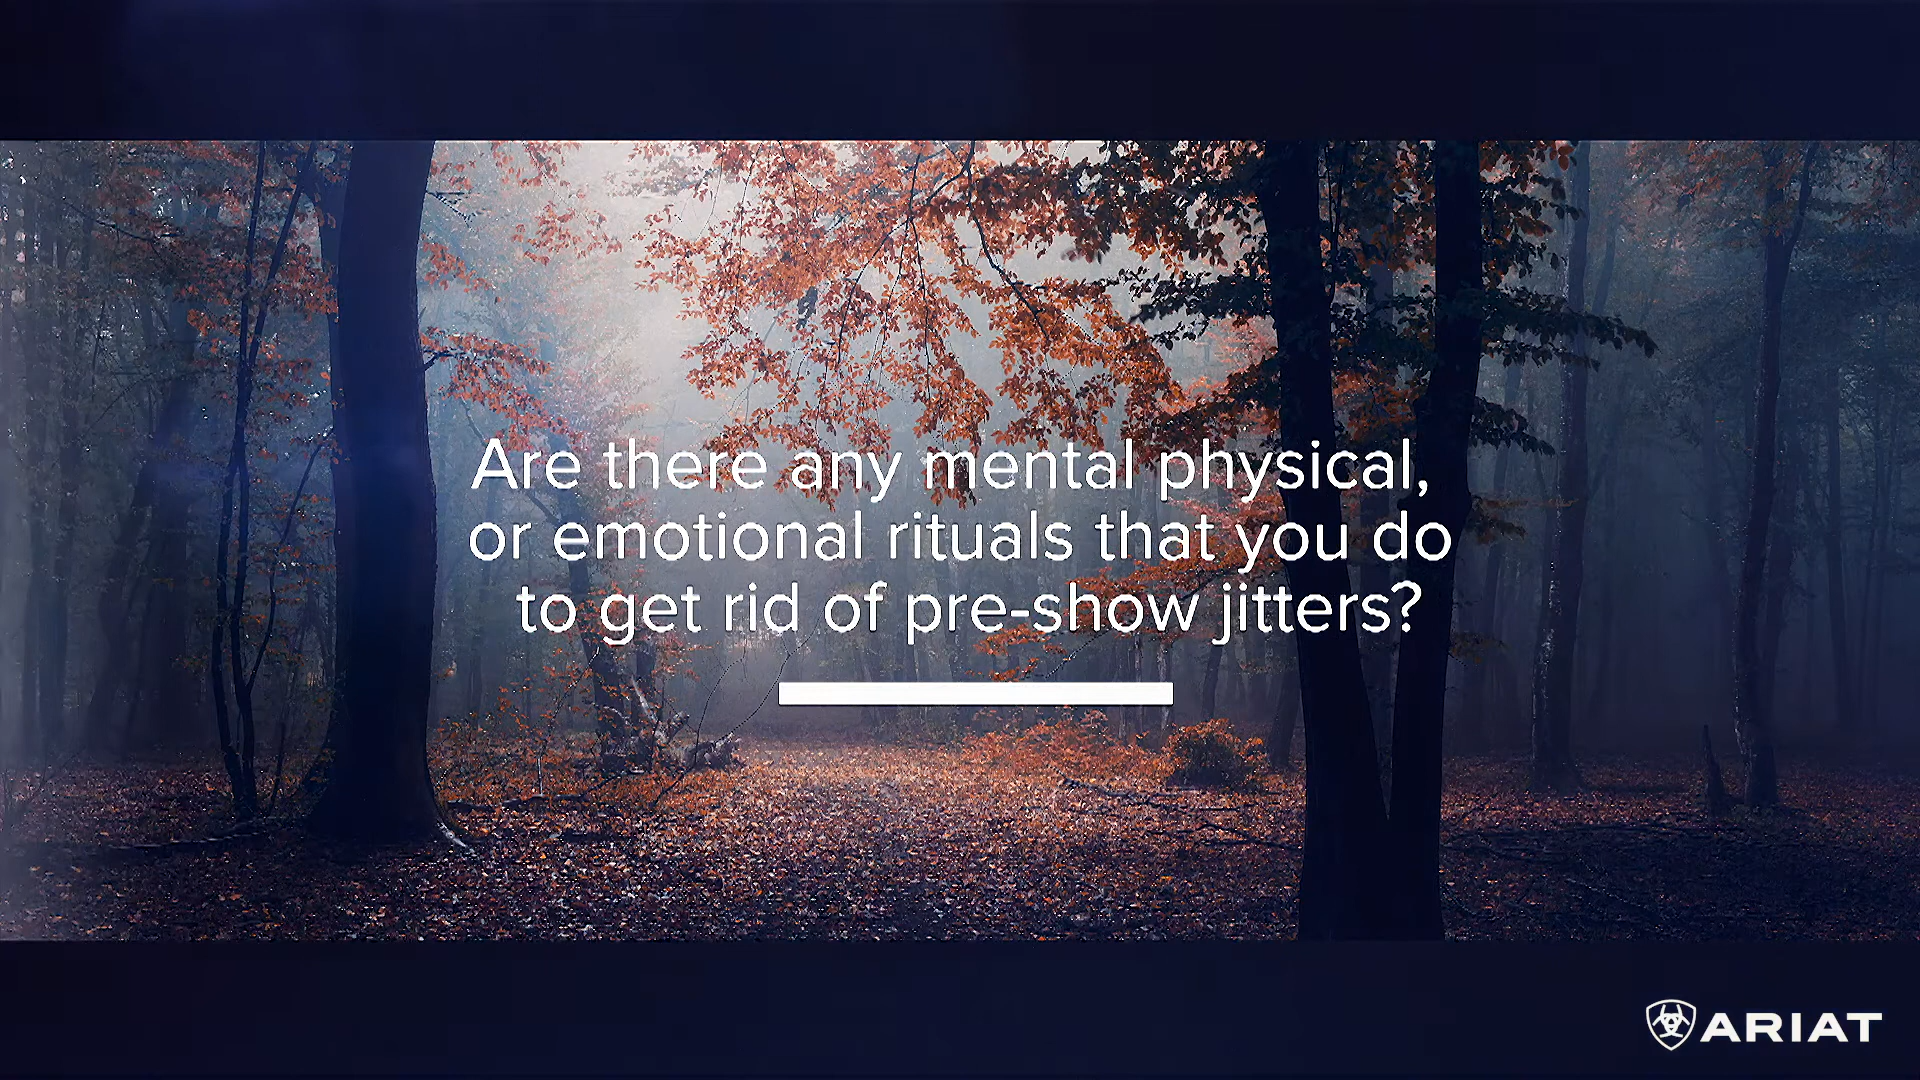 Are there any mental physical,
or emotional rituals that you do
to get rid of pre-show jitters?
ARIAT